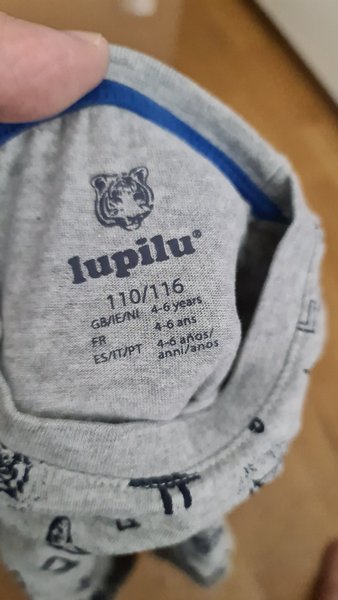 lupilu®
110/116
GB/IE/NI 4-6 years
FR 4-6 ans
ES/IT/PT 4-6 años/
anni/anos